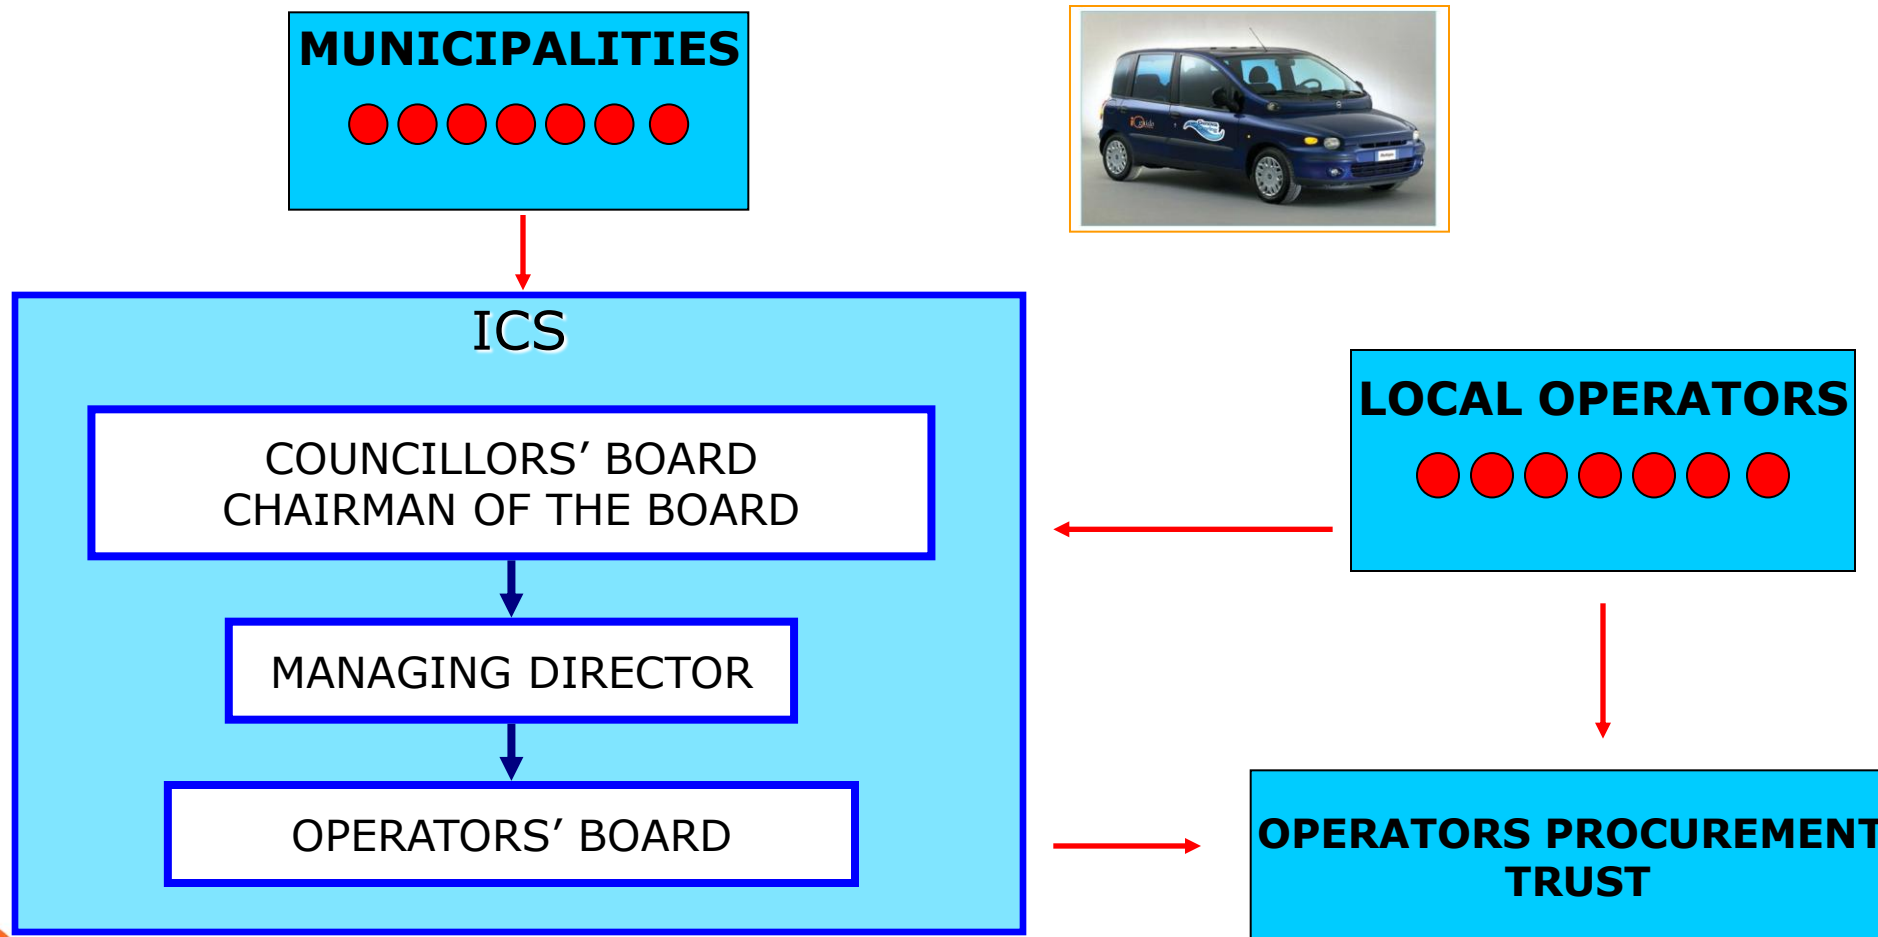 MUNICIPALITIES
ICS
COUNCILLORS’ BOARD
CHAIRMAN OF THE BOARD
MANAGING DIRECTOR
OPERATORS’ BOARD
LOCAL OPERATORS
OPERATORS PROCUREMENT
TRUST